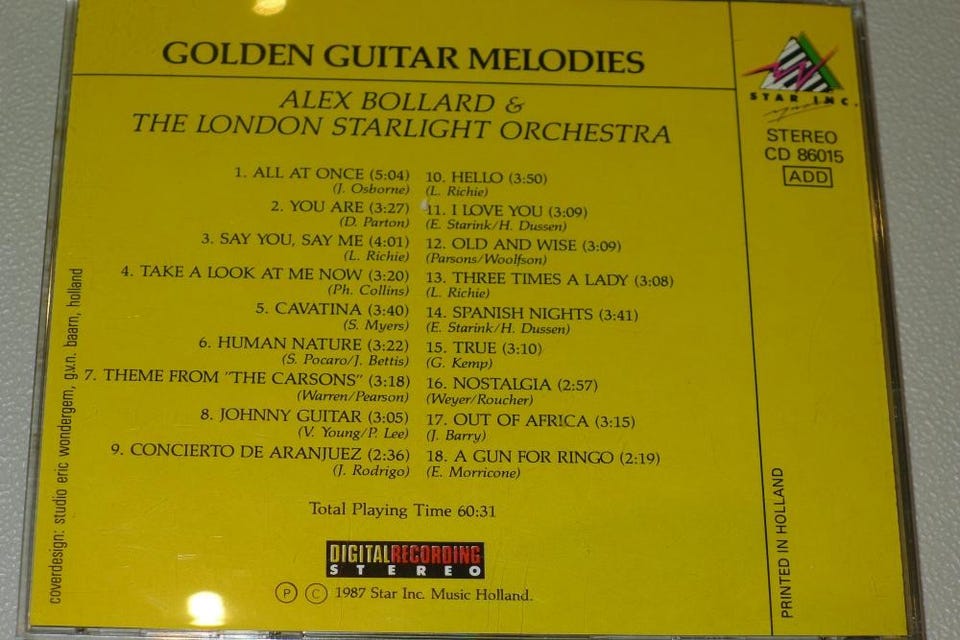 GOLDEN GUITAR MELODIES
ALEX BOLLARD &
THE LONDON STARLIGHT ORCHESTRA
1. ALL AT ONCE (5:04)
(J. Osborne)
2. YOU ARE (3:27)
(D. Parton)
3. SAY YOU, SAY ME (4:01)
(L. Richie)
4. TAKE A LOOK AT ME NOW (3:20)
(Ph. Collins)
5. CAVATINA (3:40)
(S. Myers)
6. HUMAN NATURE (3:22)
(S. Pocaro/J. Bettis)
7. THEME FROM "THE CARSONS" (3:18)
(Warren/Pearson)
8. JOHNNY GUITAR (3:05)
(V. Young/P. Lee)
9. CONCIERTO DE ARANJUEZ (2:36)
(J. Rodrigo)
10. HELLO (3:50)
(L. Richie)
11. I LOVE YOU (3:09)
(E. Starink/H. Dussen)
12. OLD AND WISE (3:09)
(Parsons/Woolfson)
13. THREE TIMES A LADY (3:08)
(L. Richie)
14. SPANISH NIGHTS (3:41)
(E. Starink/H. Dussen)
15. TRUE (3:10)
(G. Kemp)
16. NOSTALGIA (2:57)
(Weyer/Roucher)
17. OUT OF AFRICA (3:15)
(J. Barry)
18. A GUN FOR RINGO (2:19)
(E. Morricone)
Total Playing Time 60:31
DIGITAL RECORDING
STEREO
Ⓟ Ⓒ 1987 Star Inc. Music Holland.
STAR INC.
Music
STEREO
CD 86015
ADD
PRINTED IN HOLLAND
coverdesign: studio eric wondergem, g.v.n. baarn, holland